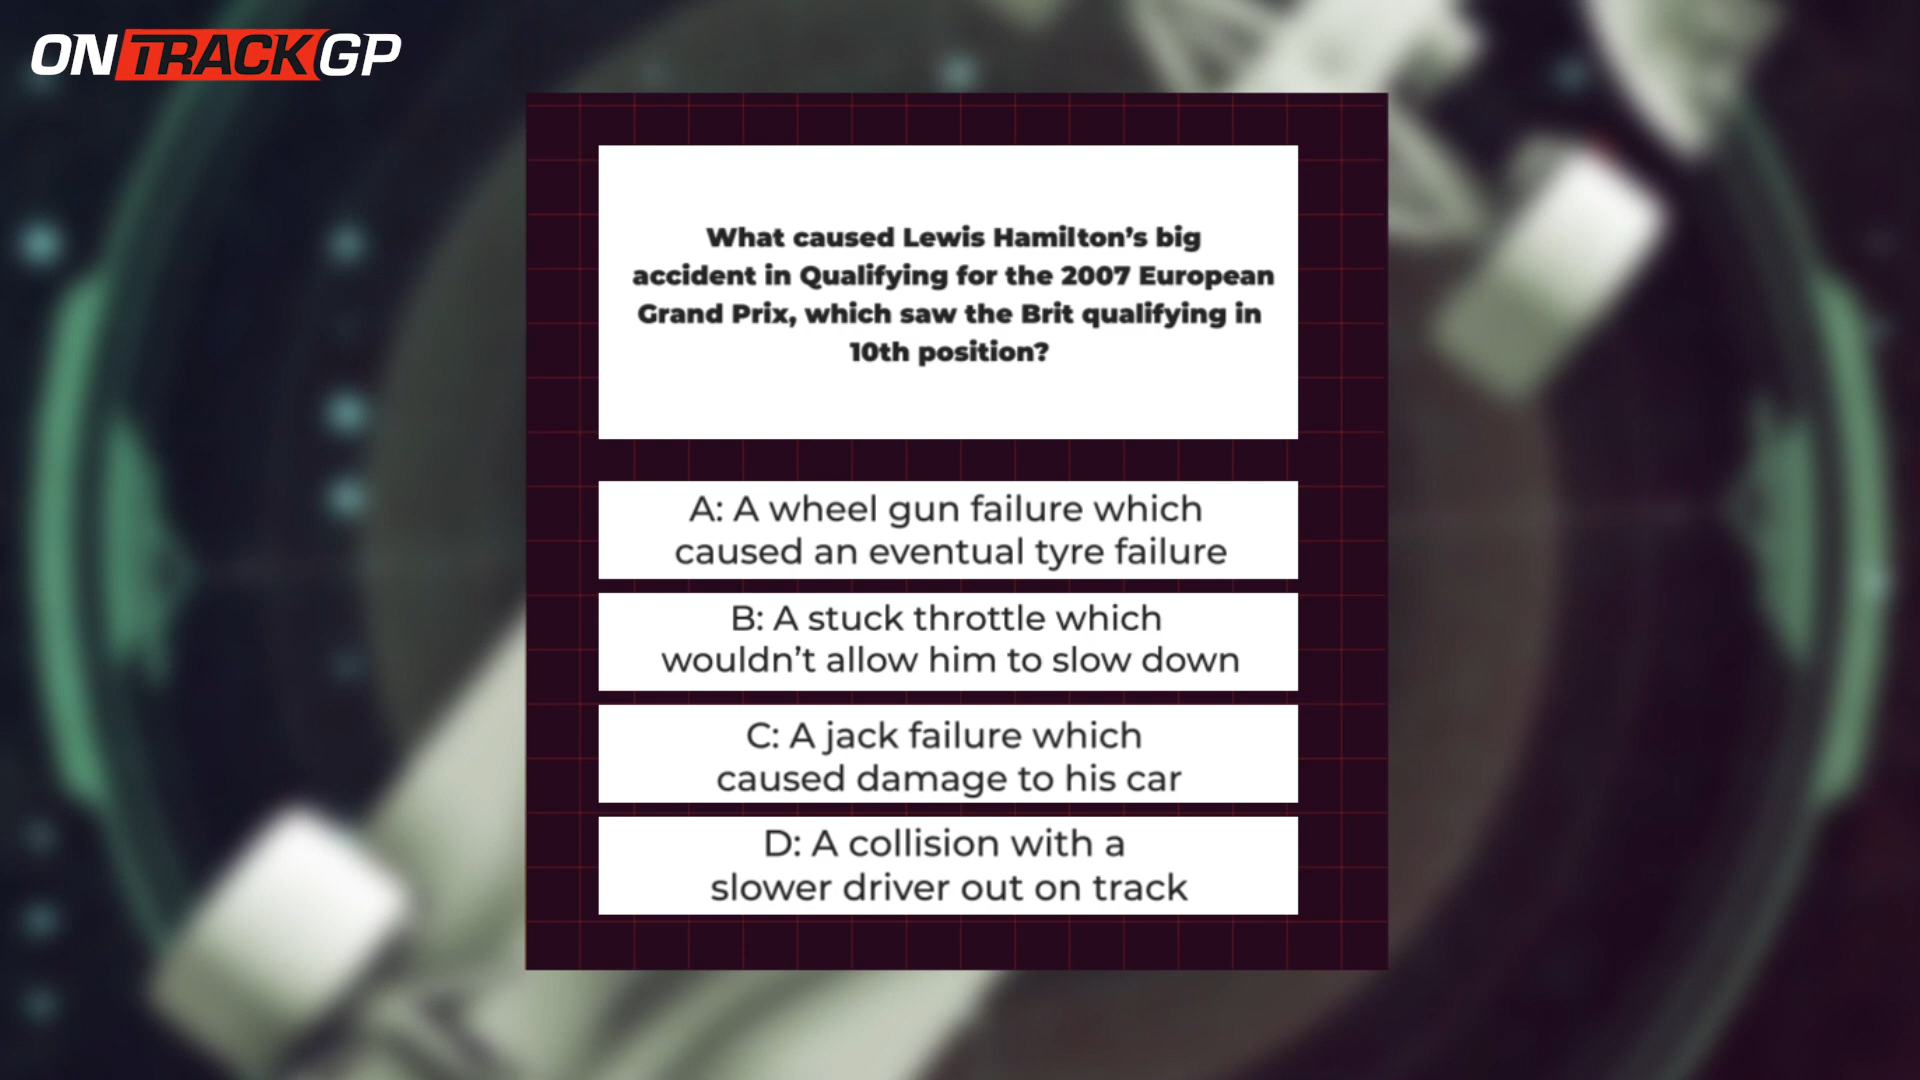 ONTRACKGP
What caused Lewis Hamilton’s big
accident in Qualifying for the 2007 European
Grand Prix, which saw the Brit qualifying in
10th position?
A: A wheel gun failure which
caused an eventual tyre failure
B: A stuck throttle which
wouldn’t allow him to slow down
C: A jack failure which
caused damage to his car
D: A collision with a
slower driver out on track